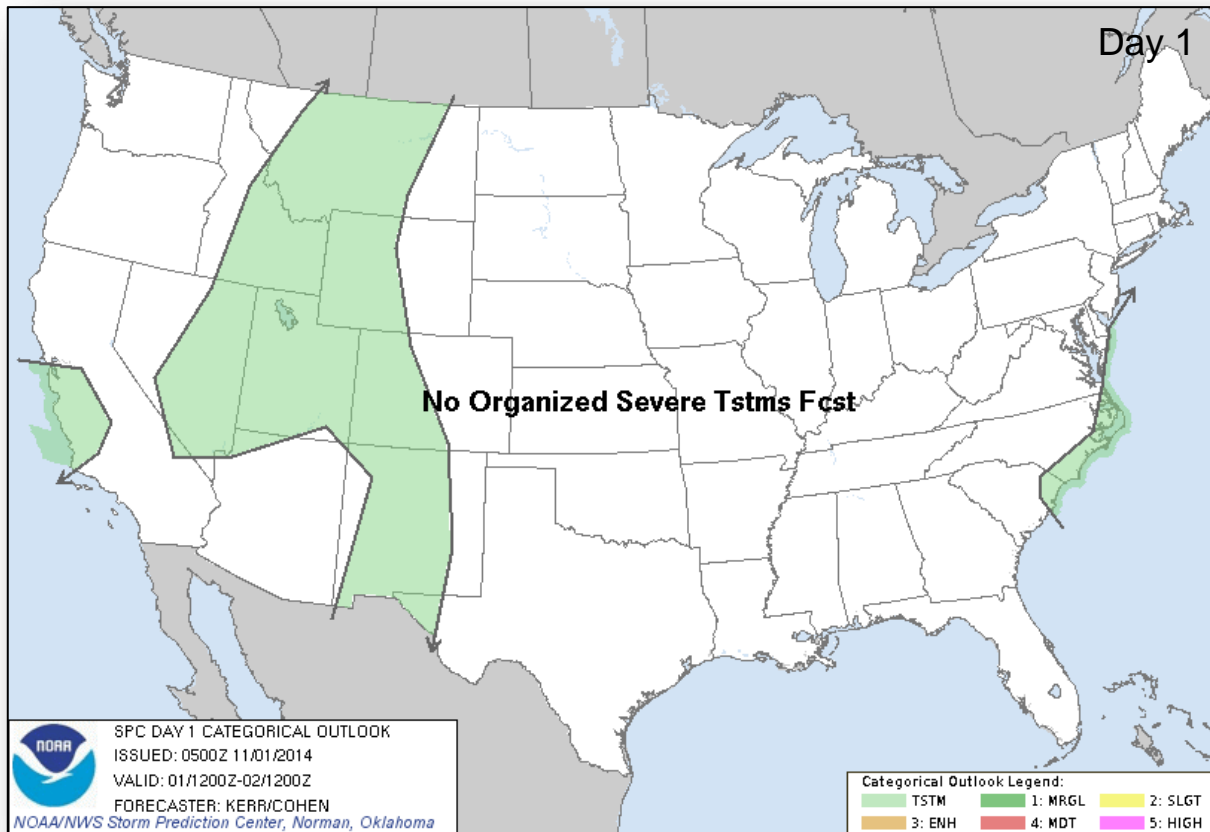 Day 1
No Organized Severe Tstms Fcst
NOAA
SPC DAY 1 CATEGORICAL OUTLOOK
ISSUED: 0500Z 11/01/2014
VALID: 01/1200Z-02/1200Z
FORECASTER: KERR/COHEN
NOAA/NWS Storm Prediction Center, Norman, Oklahoma
Categorical Outlook Legend:
TSTM 1: MRGL 2: SLGT
3: ENH 4: MDT 5: HIGH